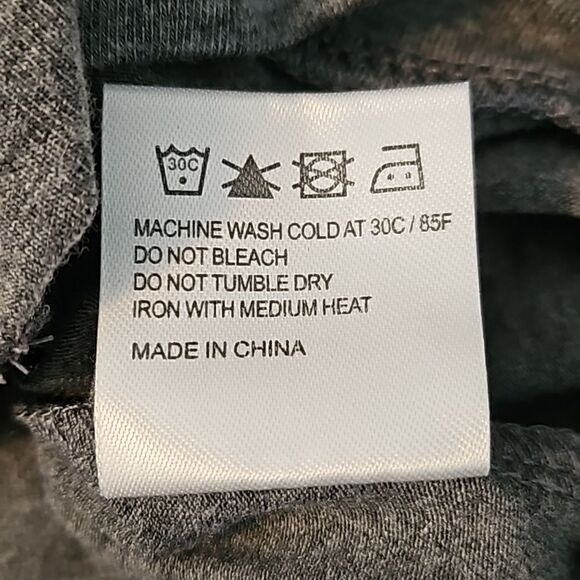 30C
MACHINE WASH COLD AT 30C / 85F
DO NOT BLEACH
DO NOT TUMBLE DRY
IRON WITH MEDIUM HEAT
MADE IN CHINA